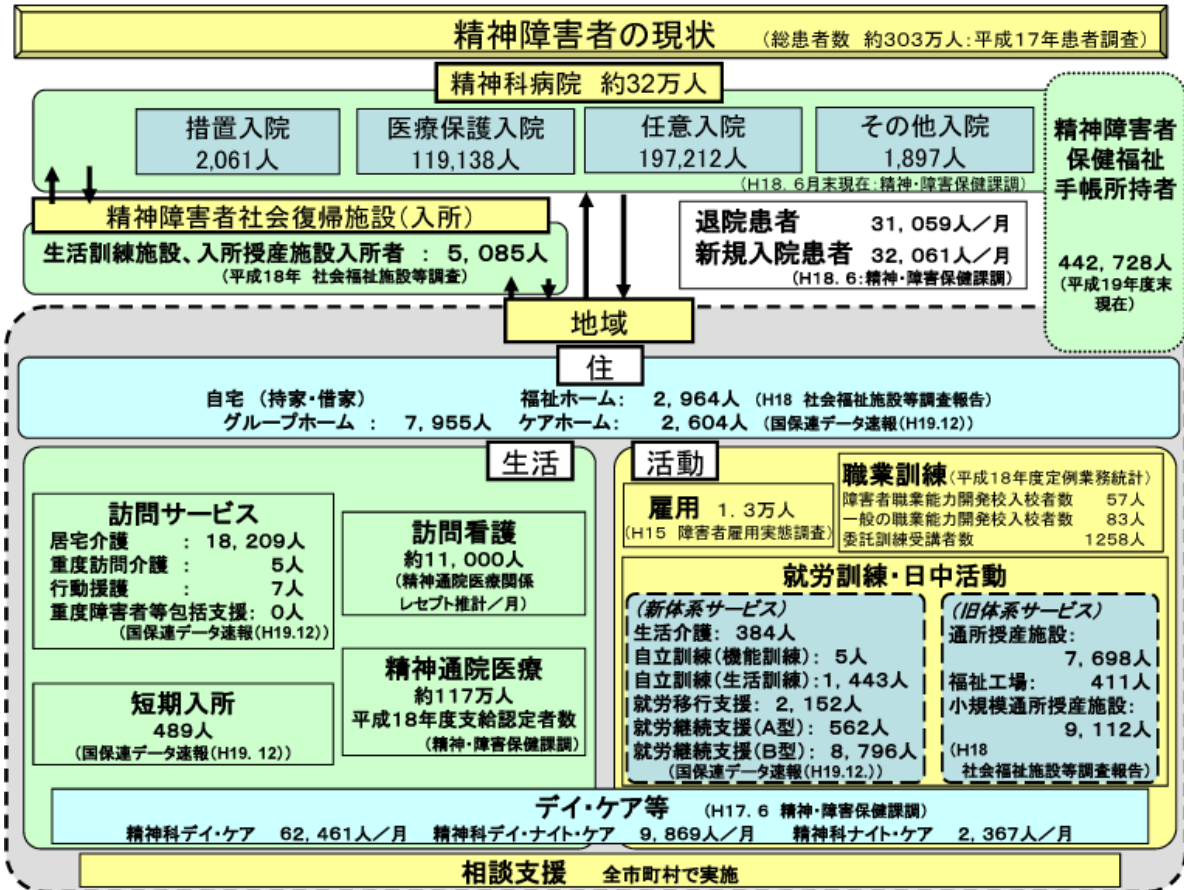 精神障害者の現状 (総患者数 約303万人:平成17年患者調査)
精神科病院 約32万人
措置入院
2,061人
医療保護入院
119,138人
任意入院
197,212人
その他入院
1,897人
(H18. 6月末現在:精神・障害保健課調)
精神障害者
保健福祉
手帳所持者
442, 728人
(平成19年度末
現在)
精神障害者社会復帰施設(入所)
生活訓練施設、入所授産施設入所者 : 5, 085人
(平成18年 社会福祉施設等調査)
退院患者 31, 059人/月
新規入院患者 32, 061人/月
(H18. 6:精神・障害保健課調)
地域
住
自宅 (持家・借家) 福祉ホーム: 2, 964人 (H18 社会福祉施設等調査報告)
グループホーム : 7, 955人 ケアホーム: 2, 604人 (国保連データ速報(H19.12))
生活
訪問サービス
居宅介護 : 18, 209人
重度訪問介護 : 5人
行動援護 : 7人
重度障害者等包括支援: 0人
(国保連データ速報(H19.12))
短期入所
489人
(国保連データ速報(H19. 12))
訪問看護
約11, 000人
(精神通院医療関係
レセプト推計/月)
精神通院医療
約117万人
平成18年度支給認定者数
(精神・障害保健課調)
活動
雇用 1. 3万人
(H15 障害者雇用実態調査)
職業訓練(平成18年度定例業務統計)
障害者職業能力開発校入校者数 57人
一般の職業能力開発校入校者数 83人
委託訓練受講者数 1258人
就労訓練・日中活動
(新体系サービス)
生活介護: 384人
自立訓練(機能訓練): 5人
自立訓練(生活訓練):1, 443人
就労移行支援: 2, 152人
就労継続支援(A型): 562人
就労継続支援(B型): 8, 796人
(国保連データ速報(H19.12.))
(旧体系サービス)
通所授産施設:
7, 698人
福祉工場: 411人
小規模通所授産施設:
9, 112人
(H18
社会福祉施設等調査報告)
デイ・ケア等 (H17. 6 精神・障害保健課調)
精神科デイ・ケア 62, 461人/月 精神科デイ・ナイト・ケア 9, 869人/月 精神科ナイト・ケア 2, 367人/月
相談支援 全市町村で実施